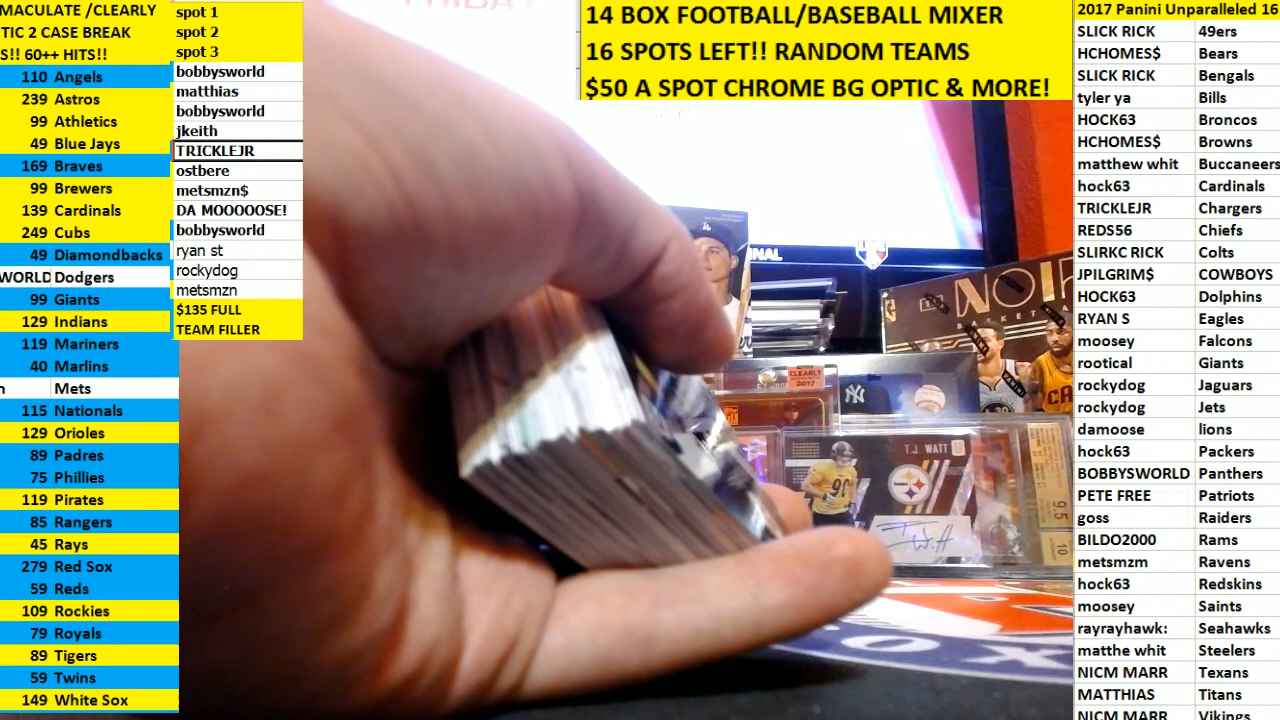 MACULATE /CLEARLY
TIC 2 CASE BREAK
S!! 60++ HITS!!
110 Angels
239 Astros
99 Athletics
49 Blue Jays
169 Braves
99 Brewers
139 Cardinals
249 Cubs
49 Diamondbacks
WORLD Dodgers
99 Giants
129 Indians
119 Mariners
40 Marlins
n Mets
115 Nationals
129 Orioles
89 Padres
75 Phillies
119 Pirates
85 Rangers
45 Rays
279 Red Sox
59 Reds
109 Rockies
79 Royals
89 Tigers
59 Twins
149 White Sox
spot 1
spot 2
spot 3
bobbysworld
matthias
bobbysworld
jkeith
TRICKLEJR
ostbere
metsmzn$
DA MOOOOOSE!
bobbysworld
ryan st
rockydog
metsmzn
$135 FULL
TEAM FILLER
14 BOX FOOTBALL/BASEBALL MIXER
16 SPOTS LEFT!! RANDOM TEAMS
$50 A SPOT CHROME BG OPTIC & MORE!
INAL
NOIR
CLEARLY
2017
T.J. WATT
9.5
10
2017 Panini Unparalleled 16
SLICK RICK 49ers
HCHOMES$ Bears
SLICK RICK Bengals
tyler ya Bills
HOCK63 Broncos
HCHOMES$ Browns
matthew whit Buccaneers
hock63 Cardinals
TRICKLEJR Chargers
REDS56 Chiefs
SLIRKC RICK Colts
JPILGRIM$ COWBOYS
HOCK63 Dolphins
RYAN S Eagles
moosey Falcons
rootical Giants
rockydog Jaguars
rockydog Jets
damoose lions
hock63 Packers
BOBBYSWORLD Panthers
PETE FREE Patriots
goss Raiders
BILDO2000 Rams
metsmzm Ravens
hock63 Redskins
moosey Saints
rayrayhawk: Seahawks
matthe whit Steelers
NICM MARR Texans
MATTHIAS Titans
NICM MARR Vikings